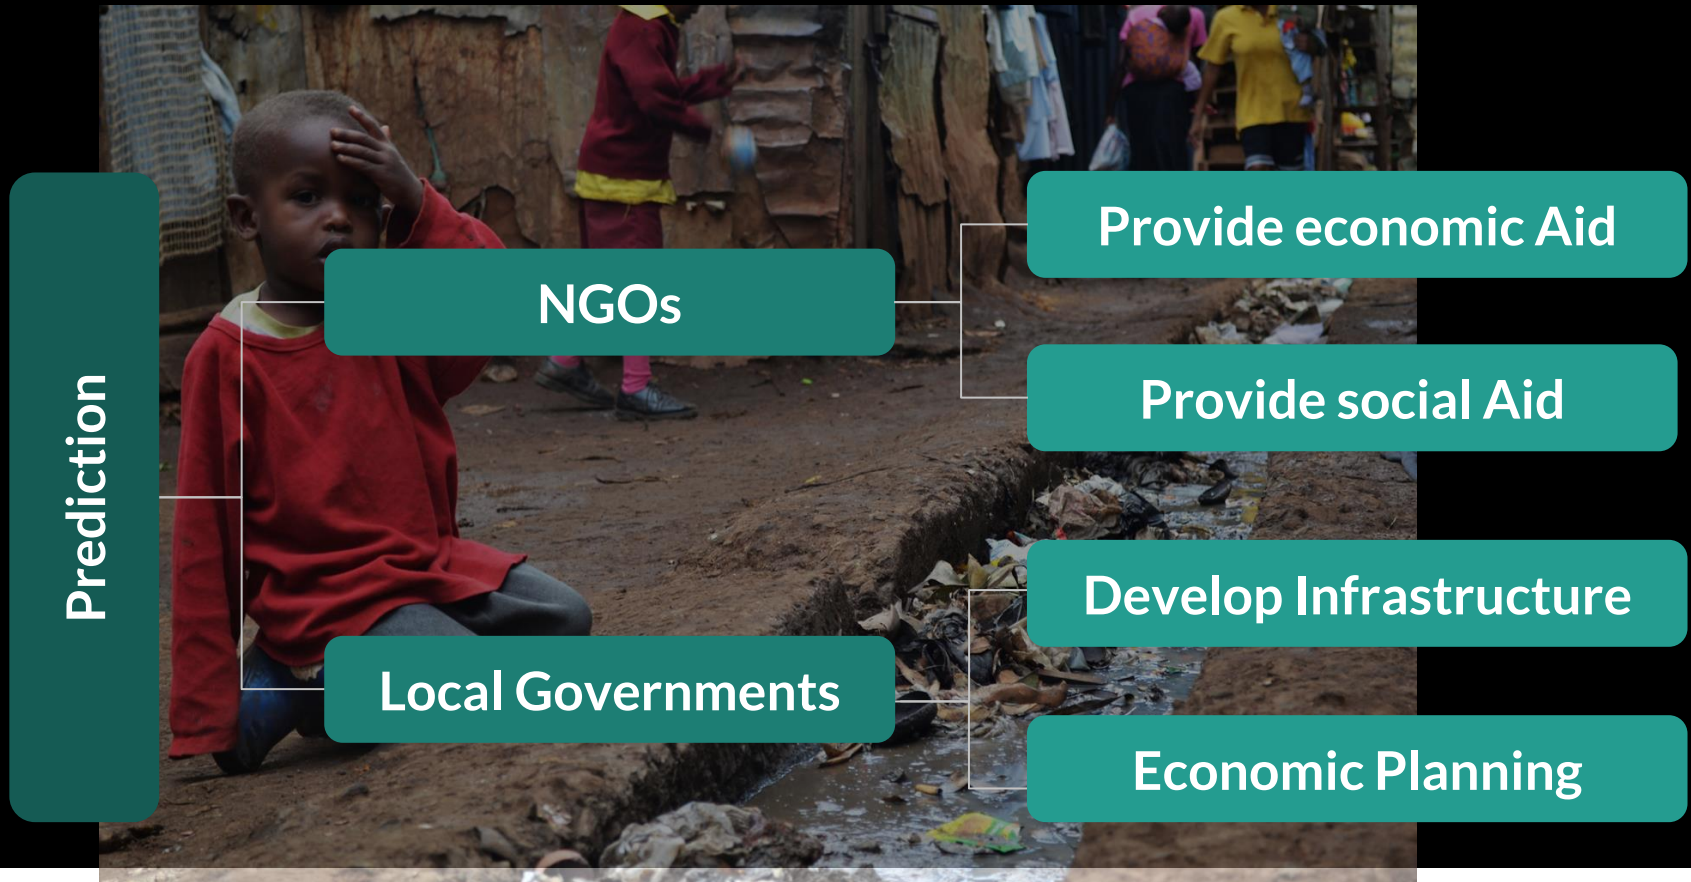 Prediction
NGOs
Provide economic Aid
Provide social Aid
Local Governments
Develop Infrastructure
Economic Planning